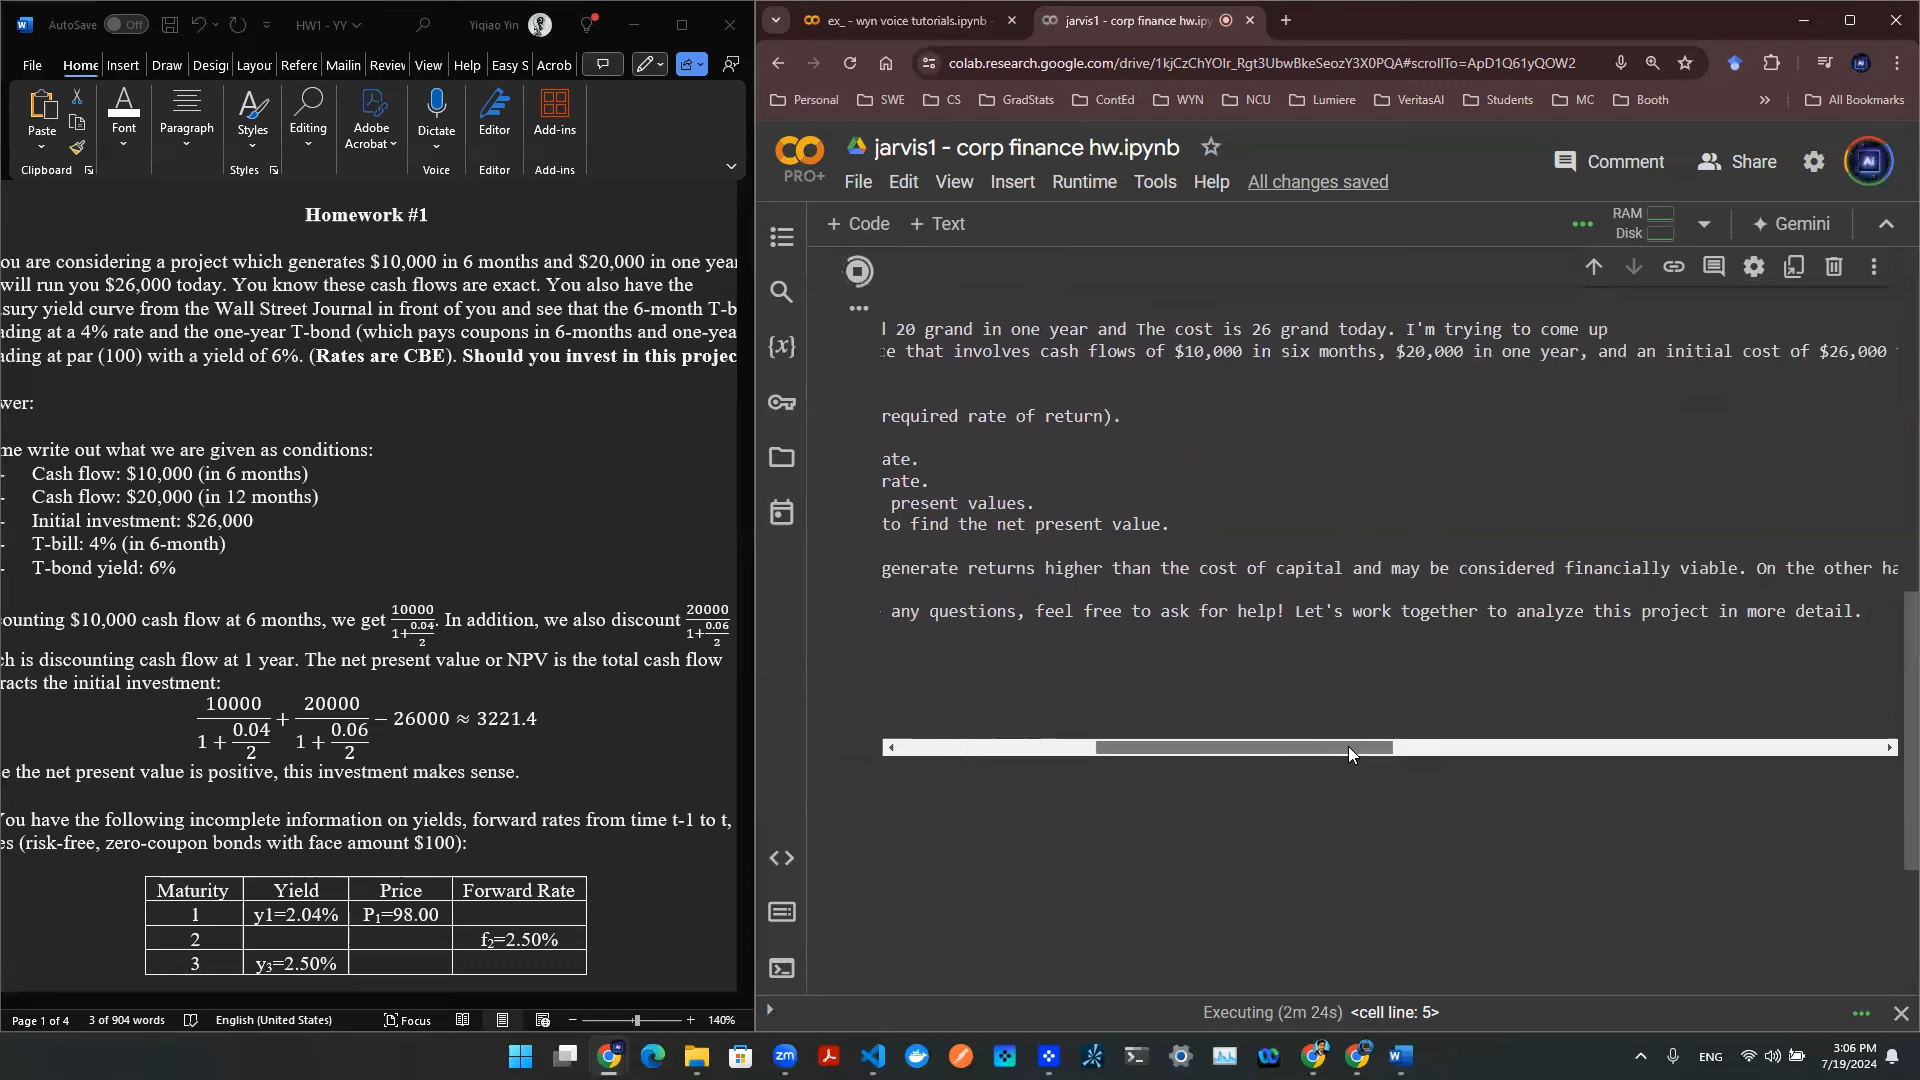 AutoSave Off HW1 - YY Yiqiao Yin
File Home Insert Draw Desig Layou Refere Mailin Review View Help Easy S Acrob
Paste Font Paragraph Styles Editing Adobe Acrobat Dictate Editor Add-ins
Clipboard Styles Voice Editor Add-ins
Homework #1
ou are considering a project which generates $10,000 in 6 months and $20,000 in one year
will run you $26,000 today. You know these cash flows are exact. You also have the
sury yield curve from the Wall Street Journal in front of you and see that the 6-month T-b
ading at a 4% rate and the one-year T-bond (which pays coupons in 6-months and one-yea
ading at par (100) with a yield of 6%. (Rates are CBE). Should you invest in this projec
wer:
me write out what we are given as conditions:
- Cash flow: $10,000 (in 6 months)
- Cash flow: $20,000 (in 12 months)
- Initial investment: $26,000
- T-bill: 4% (in 6-month)
- T-bond yield: 6%
ounting $10,000 cash flow at 6 months, we get 10000/(1+0.04/2). In addition, we also discount 20000/(1+0.06/2)
ch is discounting cash flow at 1 year. The net present value or NPV is the total cash flow
racts the initial investment:
10000/(1 + 0.04/2) + 20000/(1 + 0.06/2) − 26000 ≈ 3221.4
e the net present value is positive, this investment makes sense.
You have the following incomplete information on yields, forward rates from time t-1 to t,
es (risk-free, zero-coupon bonds with face amount $100):
Maturity Yield Price Forward Rate
1 y1=2.04% P1=98.00
2 f2=2.50%
3 y3=2.50%
Page 1 of 4 3 of 904 words English (United States) Focus 140%
ex_ - wyn voice tutorials.ipynb jarvis1 - corp finance hw.ipy
colab.research.google.com/drive/1kjCzChYOIr_Rgt3UbwBkeSeozY3X0PQA#scrollTo=ApD1Q61yQOW2
Personal SWE CS GradStats ContEd WYN NCU Lumiere VeritasAI Students MC Booth » All Bookmarks
CO PRO+ jarvis1 - corp finance hw.ipynb Comment Share
File Edit View Insert Runtime Tools Help All changes saved
+ Code + Text RAM Disk Gemini
l 20 grand in one year and The cost is 26 grand today. I'm trying to come up
ce that involves cash flows of $10,000 in six months, $20,000 in one year, and an initial cost of $26,000
required rate of return).
ate.
rate.
present values.
to find the net present value.
generate returns higher than the cost of capital and may be considered financially viable. On the other ha
any questions, feel free to ask for help! Let's work together to analyze this project in more detail.
Executing (2m 24s) <cell line: 5>
ENG 3:06 PM
7/19/2024